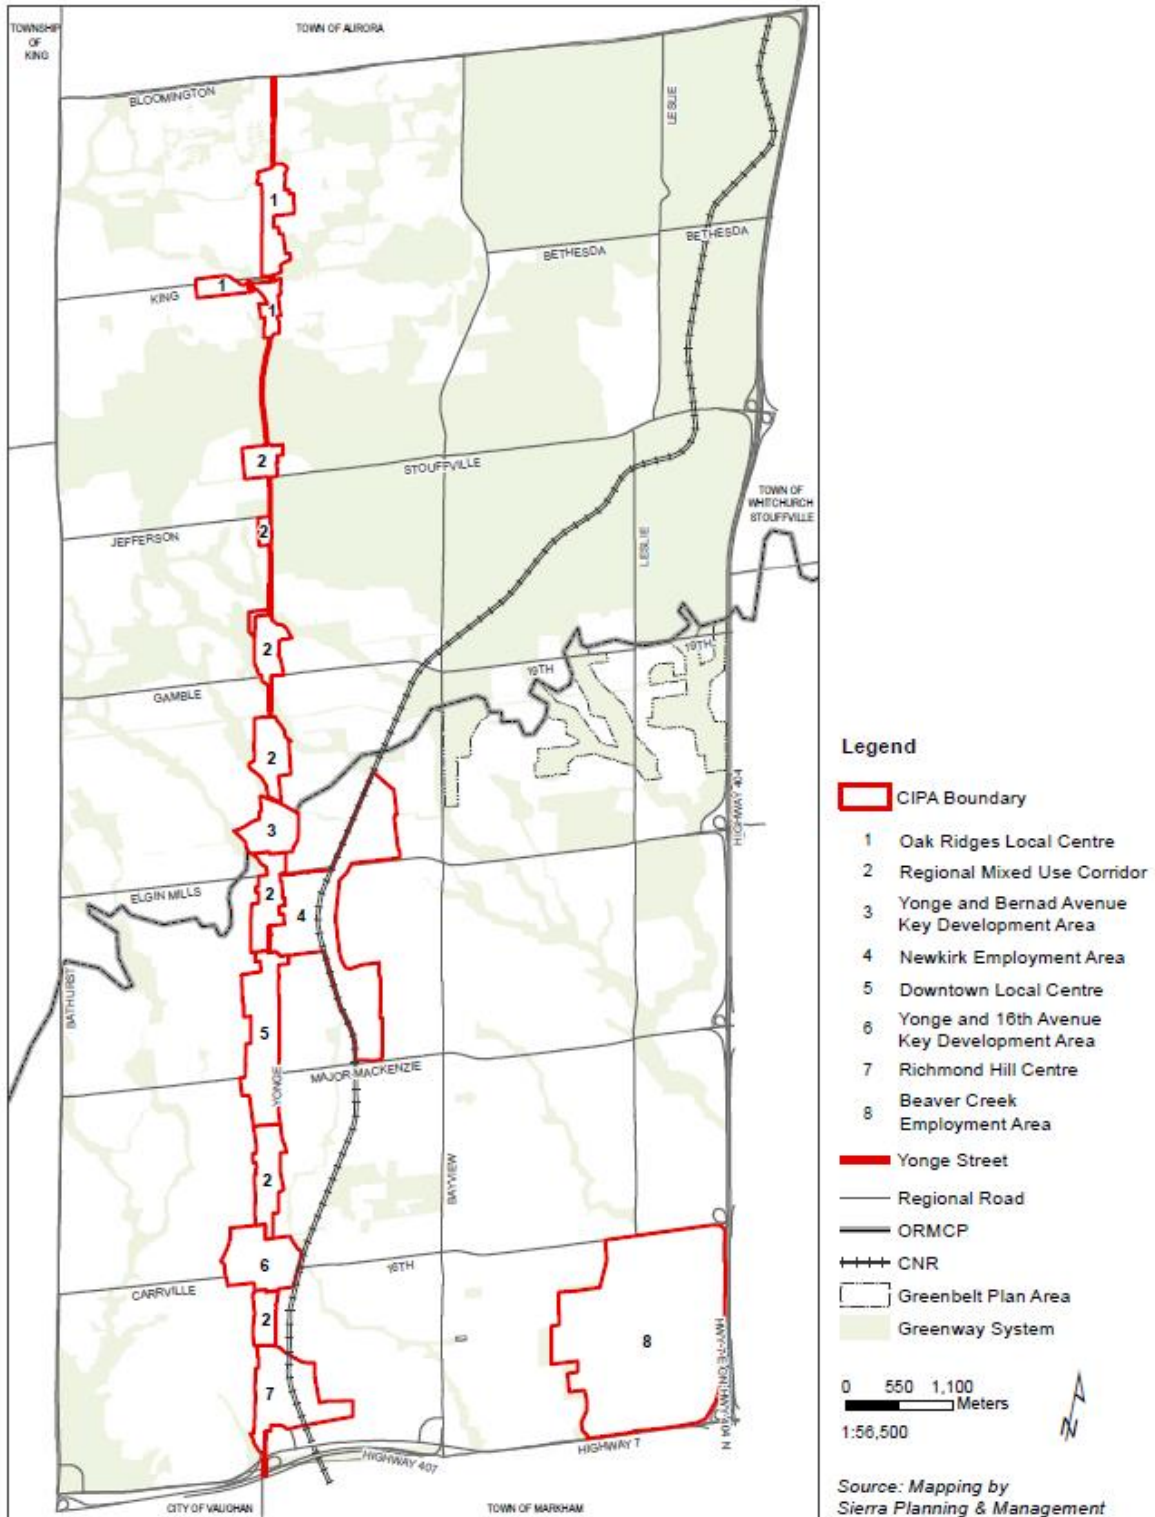 TOWNSHIP
OF
KING
TOWN OF AURORA
BLOOMINGTON
LESLIE
1
BETHESDA
BETHESDA
1
KING
1
2
STOUFFVILLE
TOWN OF
WHITCHURCH
STOUFFVILLE
2
JEFFERSON
LESLIE
2
19TH
19TH
GAMBLE
2
HIGHWAY 404
3
ELGIN MILLS
2
4
BATHURST
5
YONGE
MAJOR MACKENZIE
2
BAYVIEW
6
16TH
CARRVILLE
2
8
7
HIGHWAY 7
HIGHWAY 407
CITY OF VAUGHAN
TOWN OF MARKHAM
Legend
CIPA Boundary
1 Oak Ridges Local Centre
2 Regional Mixed Use Corridor
3 Yonge and Bernad Avenue
Key Development Area
4 Newkirk Employment Area
5 Downtown Local Centre
6 Yonge and 16th Avenue
Key Development Area
7 Richmond Hill Centre
8 Beaver Creek
Employment Area
Yonge Street
Regional Road
ORMCP
CNR
Greenbelt Plan Area
Greenway System
0 550 1,100
Meters
1:56,500
N
Source: Mapping by
Sierra Planning & Management